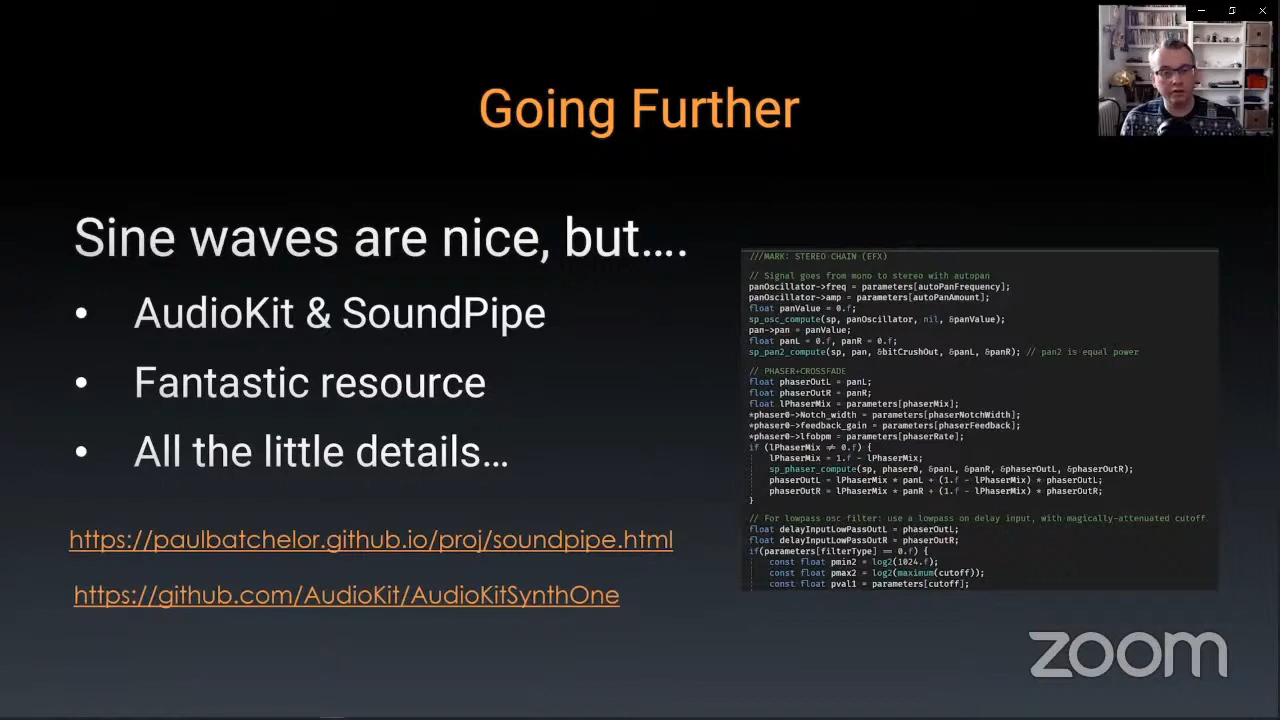 Going Further
Sine waves are nice, but....
• AudioKit & SoundPipe
• Fantastic resource
• All the little details...
https://paulbatchelor.github.io/proj/soundpipe.html
https://github.com/AudioKit/AudioKitSynthOne
///MARK: STEREO CHAIN (EFX)
// Signal goes from mono to stereo with autopan
panOscillator->freq = parameters[autoPanFrequency];
panOscillator->amp = parameters[autoPanAmount];
float panValue = 0.f;
sp_osc_compute(sp, panOscillator, nil, &panValue);
pan->pan = panValue;
float panL = 0.f, panR = 0.f;
sp_pan2_compute(sp, pan, &bitCrushOut, &panL, &panR); // pan2 is equal power
// PHASER+CROSSFADE
float phaserOutL = panL;
float phaserOutR = panR;
float lPhaserMix = parameters[phaserMix];
*phaser0->Notch_width = parameters[phaserNotchWidth];
*phaser0->feedback_gain = parameters[phaserFeedback];
*phaser0->lfobpm = parameters[phaserRate];
if (lPhaserMix ≠ 0.f) {
lPhaserMix = 1.f - lPhaserMix;
sp_phaser_compute(sp, phaser0, &panL, &panR, &phaserOutL, &phaserOutR);
phaserOutL = lPhaserMix * panL + (1.f - lPhaserMix) * phaserOutL;
phaserOutR = lPhaserMix * panR + (1.f - lPhaserMix) * phaserOutR;
}
// For lowpass osc filter: use a lowpass on delay input, with magically-attenuated cutoff
float delayInputLowPassOutL = phaserOutL;
float delayInputLowPassOutR = phaserOutR;
if(parameters[filterType] == 0.f) {
const float pmin2 = log2(1024.f);
const float pmax2 = log2(maximum(cutoff));
const float pval1 = parameters[cutoff];
zoom